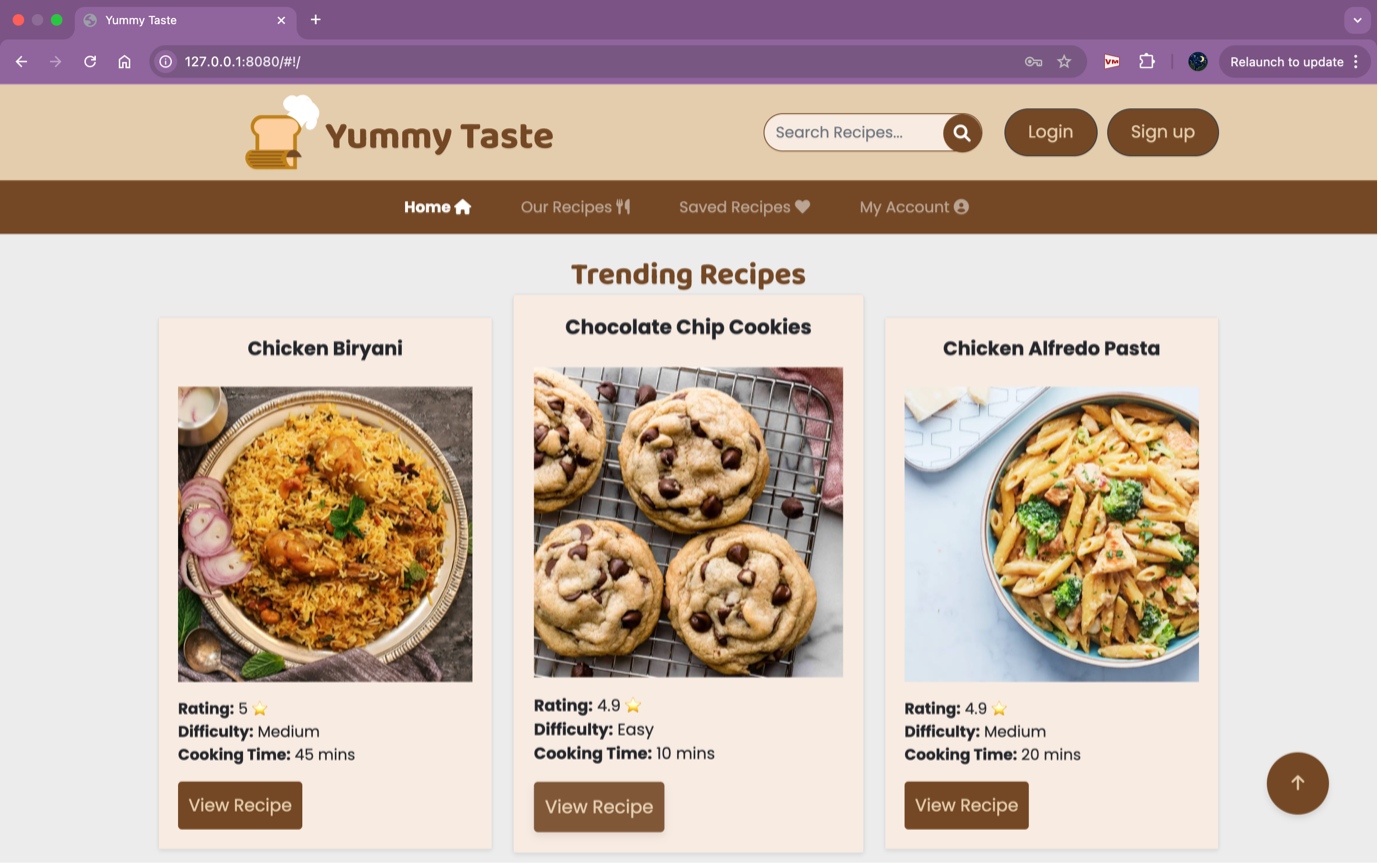 Yummy Taste
127.0.0.1:8080/#!/
VM
Relaunch to update
Yummy Taste
Search Recipes...
Login
Sign up
Home
Our Recipes
Saved Recipes
My Account
Trending Recipes
Chicken Biryani
Rating: 5 ⭐
Difficulty: Medium
Cooking Time: 45 mins
View Recipe
Chocolate Chip Cookies
Rating: 4.9 ⭐
Difficulty: Easy
Cooking Time: 10 mins
View Recipe
Chicken Alfredo Pasta
Rating: 4.9 ⭐
Difficulty: Medium
Cooking Time: 20 mins
View Recipe